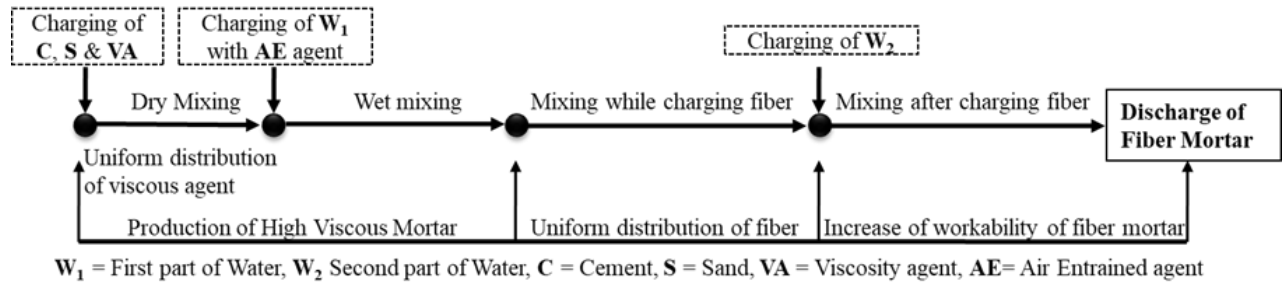 Charging of
C, S & VA
Charging of W₁
with AE agent
Charging of W₂
Dry Mixing
Wet mixing
Mixing while charging fiber
Mixing after charging fiber
Discharge of
Fiber Mortar
Uniform distribution
of viscous agent
Production of High Viscous Mortar
Uniform distribution of fiber
Increase of workability of fiber mortar
W₁ = First part of Water, W₂ Second part of Water, C = Cement, S = Sand, VA = Viscosity agent, AE= Air Entrained agent